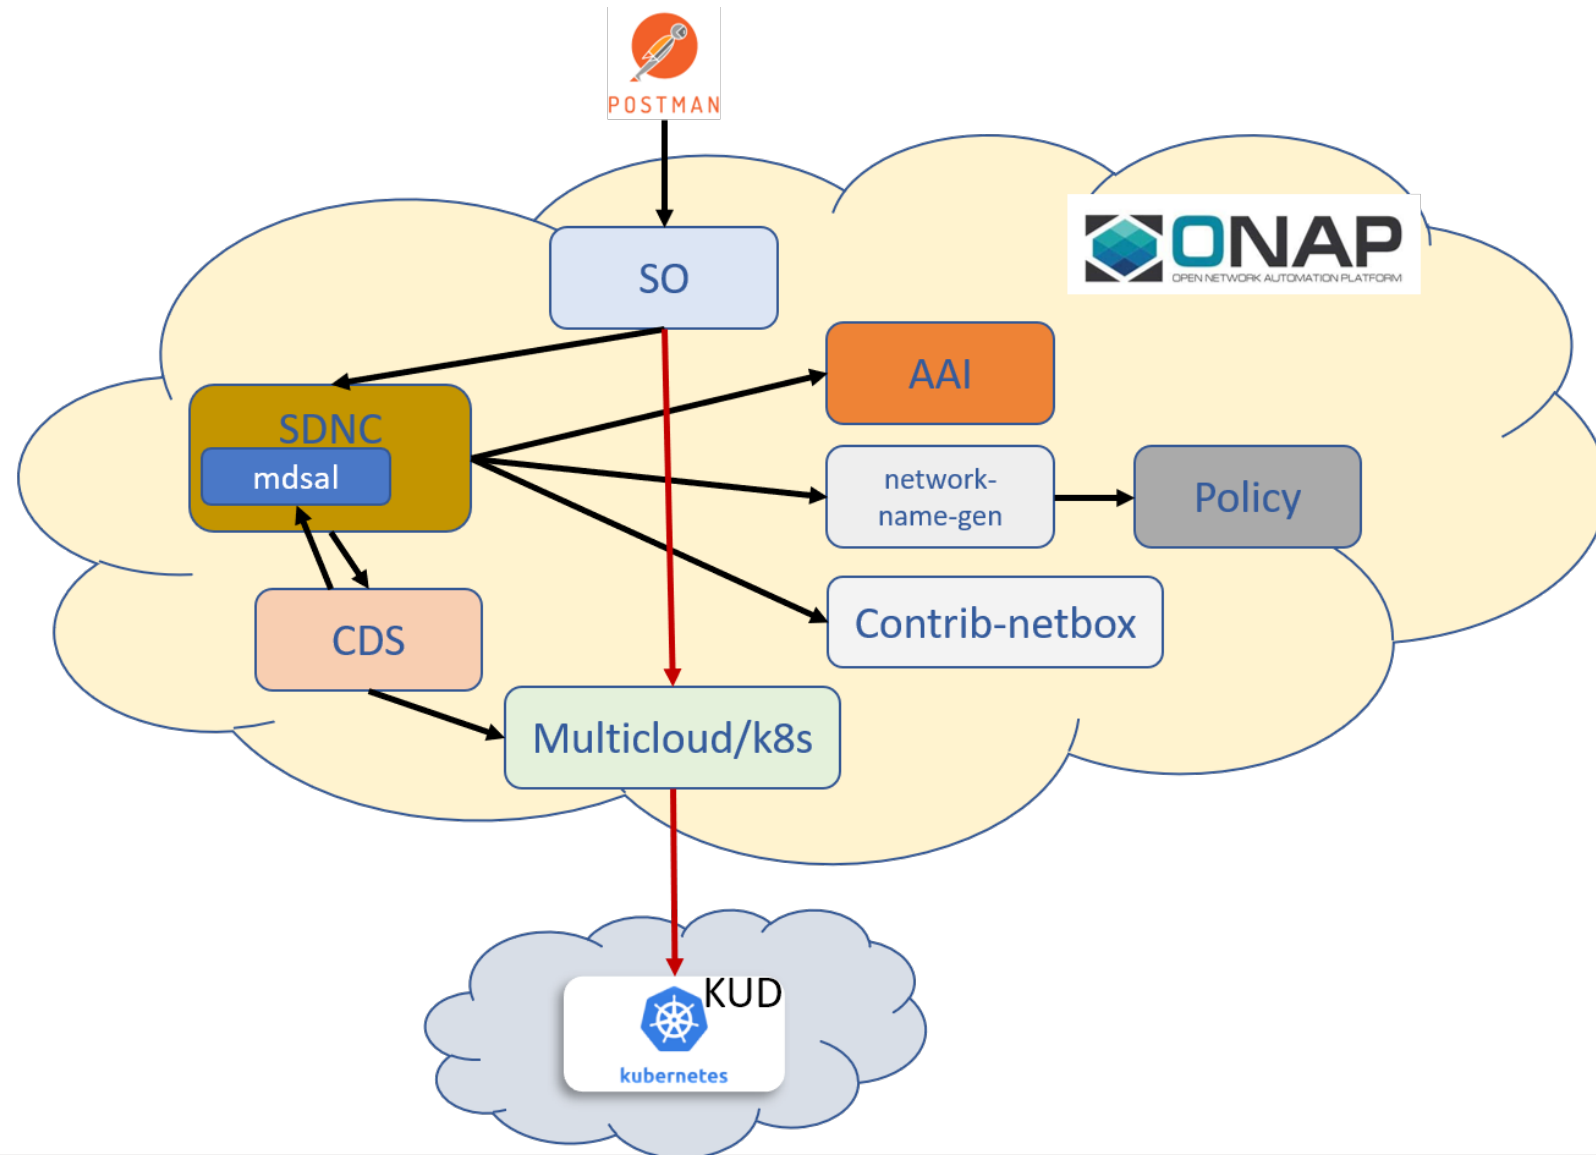 POSTMAN
ONAP
OPEN NETWORK AUTOMATION PLATFORM
SO
AAI
SDNC
mdsal
network-
name-gen
Policy
Contrib-netbox
CDS
Multicloud/k8s
KUD
kubernetes